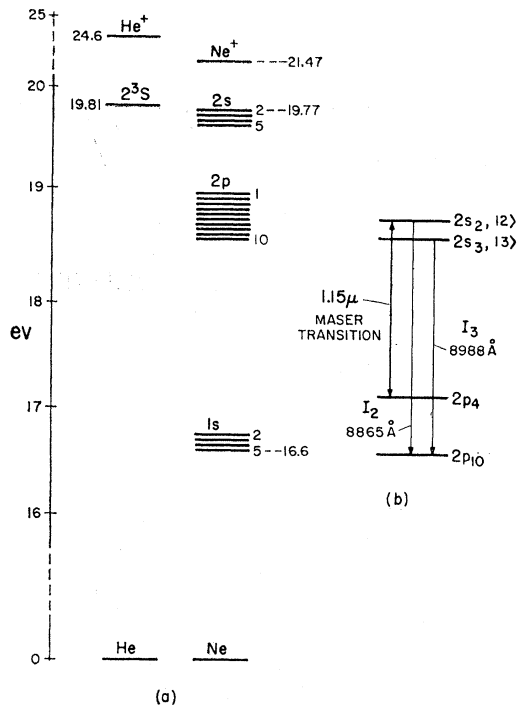 25
He⁺
24.6
Ne⁺
---21.47
20
2³S
19.81
2s
2--19.77
5
19
2p
1
10
18
ev
17
1s
2
5--16.6
16
0
He
Ne
(a)
2s₂, |2⟩
2s₃, |3⟩
1.15μ
MASER
TRANSITION
I₃
8988Å
2p₄
I₂
8865Å
2p₁₀
(b)